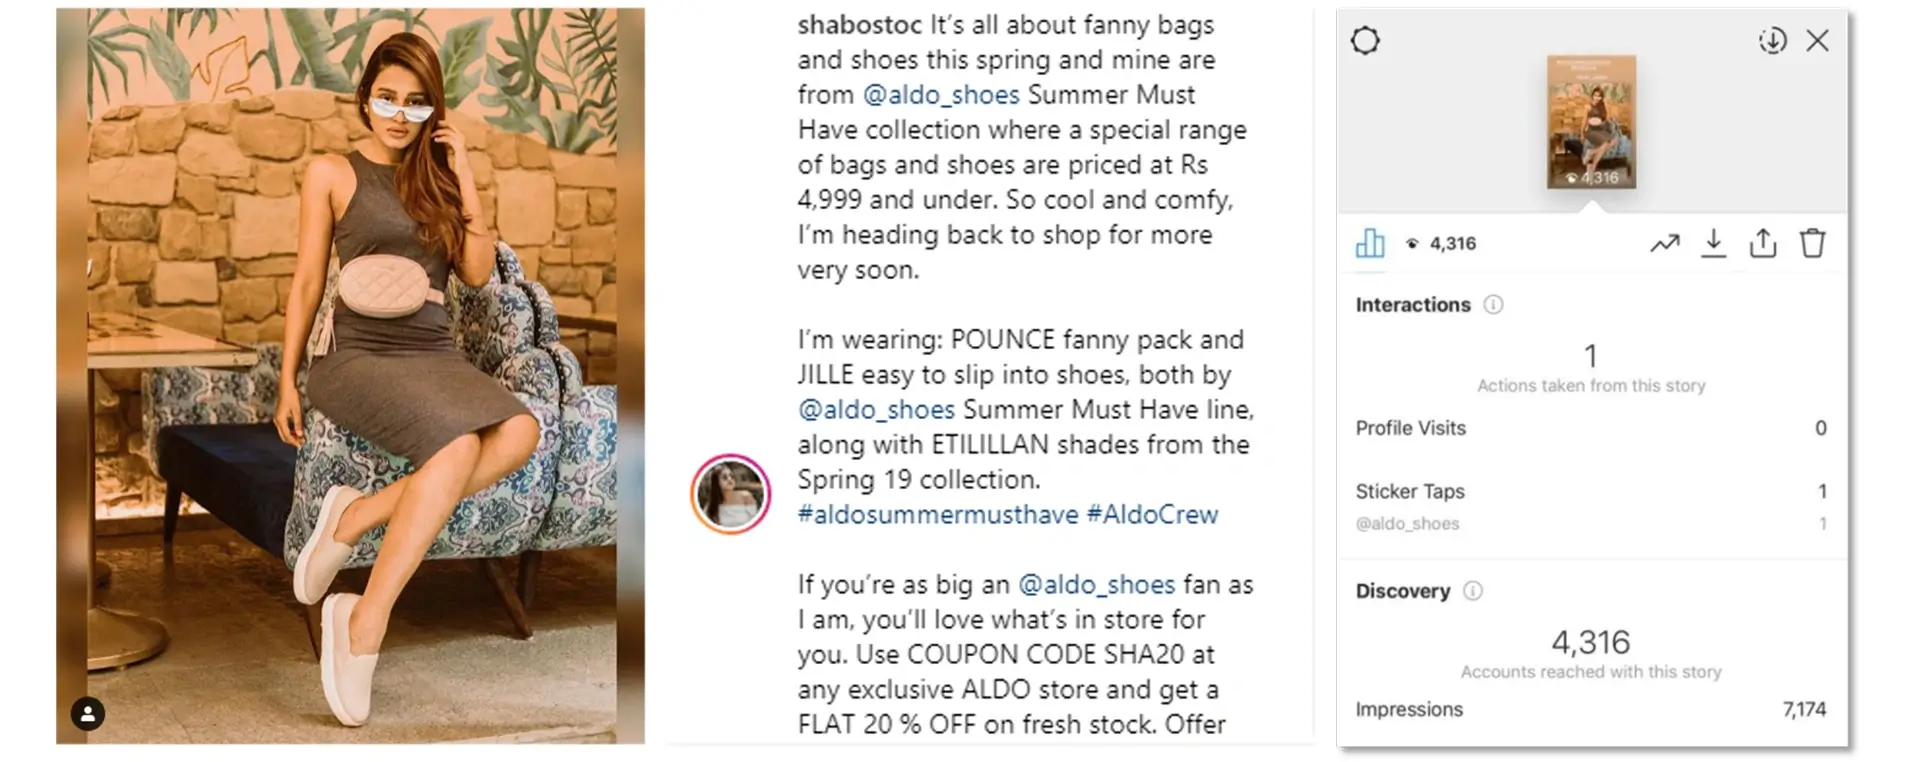 shabostoc It's all about fanny bags
and shoes this spring and mine are
from @aldo_shoes Summer Must
Have collection where a special range
of bags and shoes are priced at Rs
4,999 and under. So cool and comfy,
I'm heading back to shop for more
very soon.
I'm wearing: POUNCE fanny pack and
JILLE easy to slip into shoes, both by
@aldo_shoes Summer Must Have line,
along with ETILILLAN shades from the
Spring 19 collection.
#aldosummermusthave #AldoCrew
If you're as big an @aldo_shoes fan as
I am, you'll love what's in store for
you. Use COUPON CODE SHA20 at
any exclusive ALDO store and get a
FLAT 20 % OFF on fresh stock. Offer
4,316
4,316
Interactions
1
Actions taken from this story
Profile Visits 0
Sticker Taps 1
@aldo_shoes 1
Discovery
4,316
Accounts reached with this story
Impressions 7,174